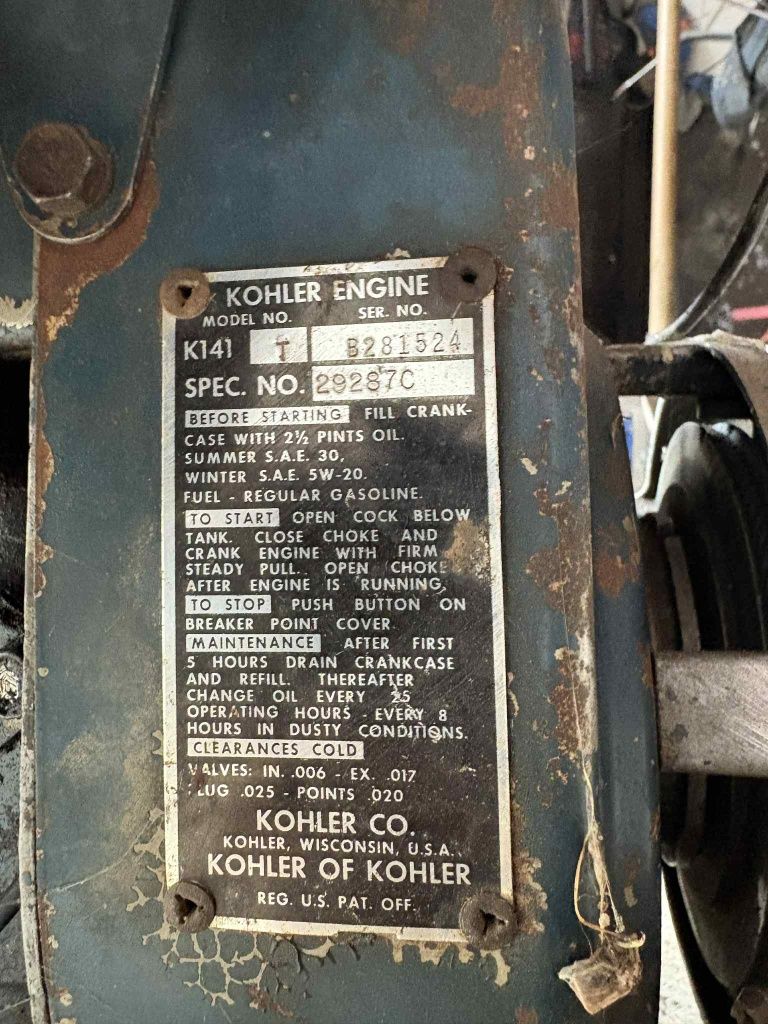 KOHLER ENGINE
MODEL NO. SER. NO.
K141 T B281524
SPEC. NO. 29287C
BEFORE STARTING FILL CRANK-
CASE WITH 2½ PINTS OIL.
SUMMER S.A.E. 30,
WINTER S.A.E. 5W-20.
FUEL - REGULAR GASOLINE.
TO START OPEN COCK BELOW
TANK. CLOSE CHOKE AND
CRANK ENGINE WITH FIRM
STEADY PULL. OPEN CHOKE
AFTER ENGINE IS RUNNING.
TO STOP PUSH BUTTON ON
BREAKER POINT COVER.
MAINTENANCE AFTER FIRST
5 HOURS DRAIN CRANKCASE
AND REFILL. THEREAFTER
CHANGE OIL EVERY 25
OPERATING HOURS - EVERY 8
HOURS IN DUSTY CONDITIONS.
CLEARANCES COLD
VALVES: IN. .006 - EX. .017
PLUG .025 - POINTS .020
KOHLER CO.
KOHLER, WISCONSIN, U.S.A.
KOHLER OF KOHLER
REG. U.S. PAT. OFF.